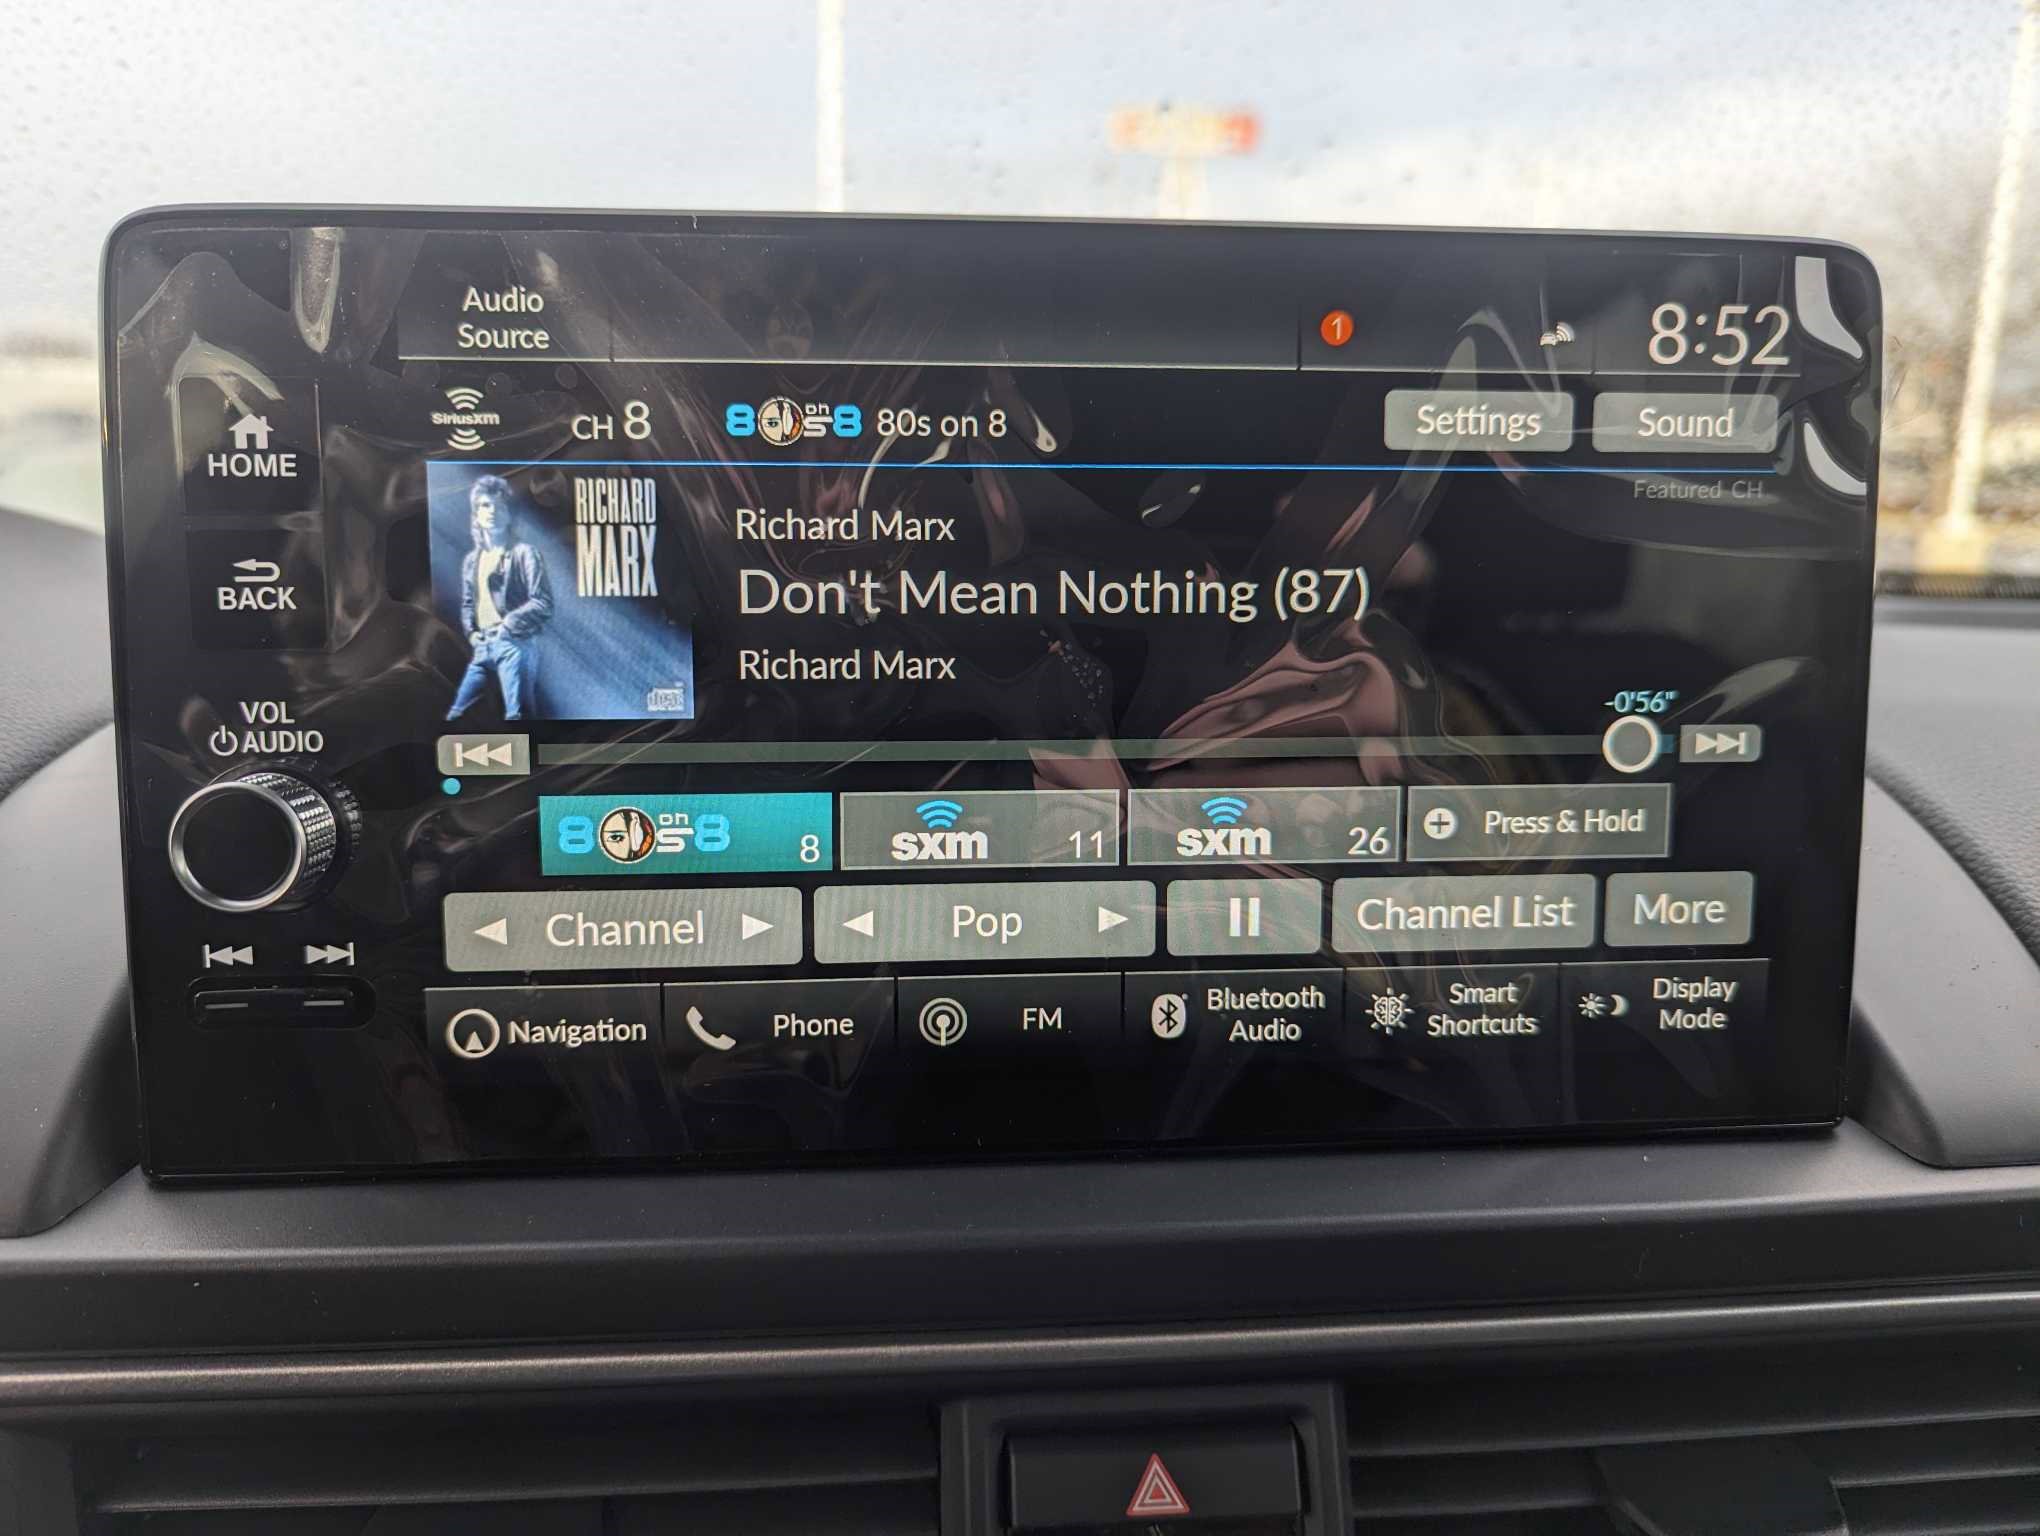 Audio
Source
1
8:52
HOME
BACK
VOL
AUDIO
SiriusXM
CH 8
80s on 8
80s on 8
Settings
Sound
Featured CH
RICHARD
MARX
Richard Marx
Don't Mean Nothing (87)
Richard Marx
-0'56"
80s on 8
8
sxm
11
sxm
26
Press & Hold
Channel
Pop
Channel List
More
Navigation
Phone
FM
Bluetooth
Audio
Smart
Shortcuts
Display
Mode